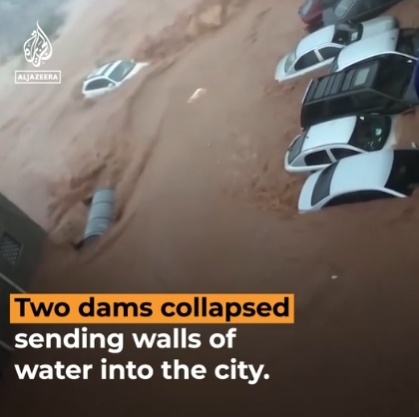 ALJAZEERA
Two dams collapsed
sending walls of
water into the city.